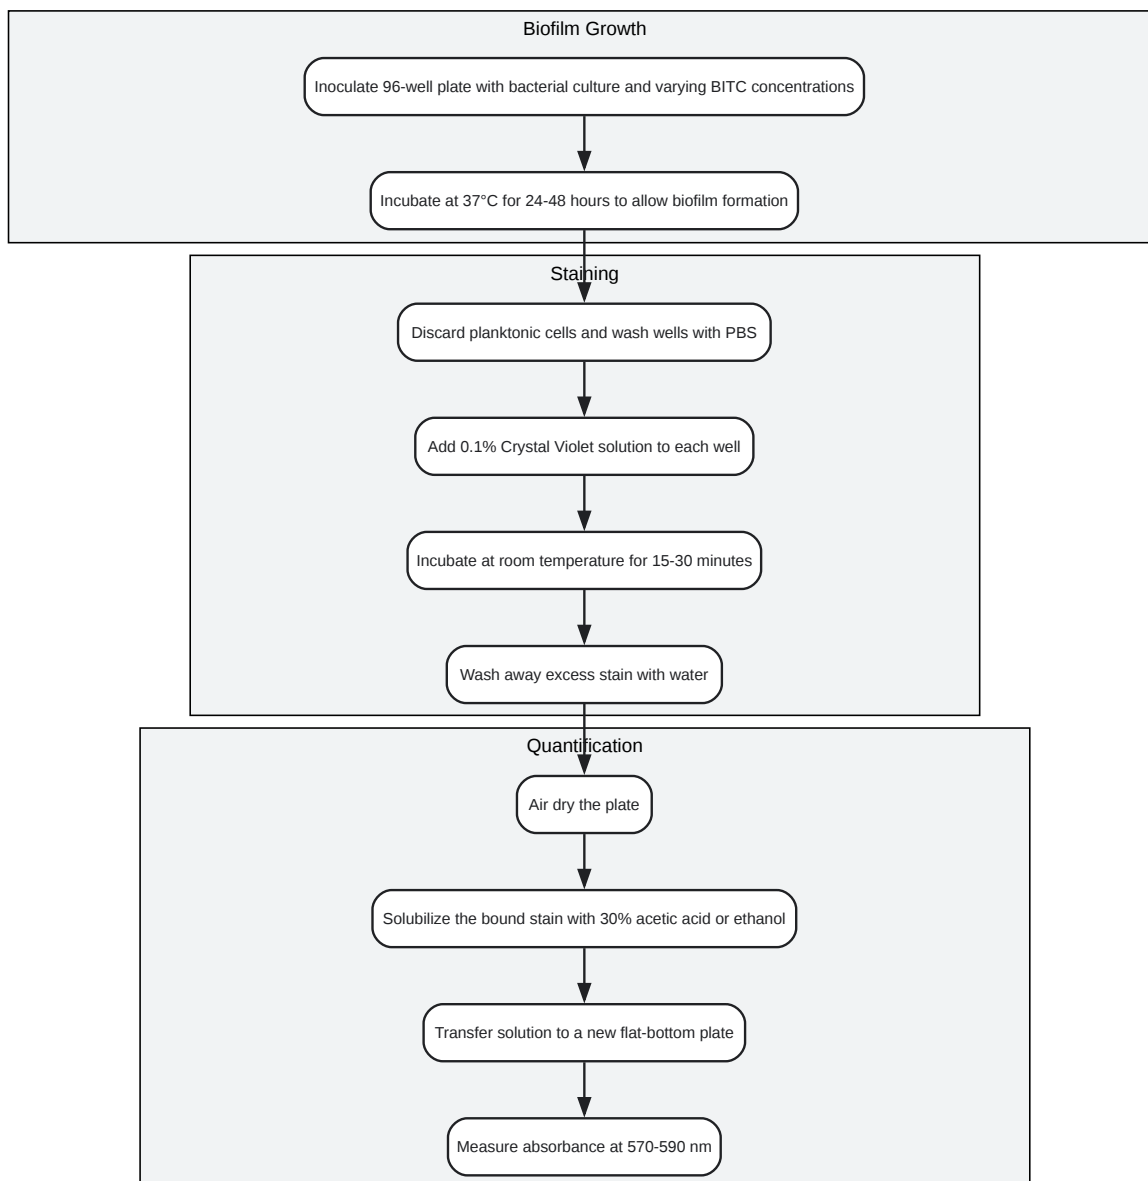 Biofilm Growth
Inoculate 96-well plate with bacterial culture and varying BITC concentrations
Incubate at 37°C for 24-48 hours to allow biofilm formation
Staining
Discard planktonic cells and wash wells with PBS
Add 0.1% Crystal Violet solution to each well
Incubate at room temperature for 15-30 minutes
Wash away excess stain with water
Quantification
Air dry the plate
Solubilize the bound stain with 30% acetic acid or ethanol
Transfer solution to a new flat-bottom plate
Measure absorbance at 570-590 nm